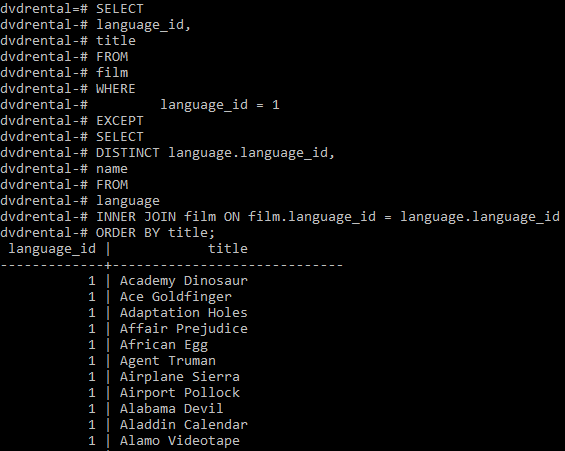 dvdrental=# SELECT
dvdrental-# language_id,
dvdrental-# title
dvdrental-# FROM
dvdrental-# film
dvdrental-# WHERE
dvdrental-#         language_id = 1
dvdrental-# EXCEPT
dvdrental-# SELECT
dvdrental-# DISTINCT language.language_id,
dvdrental-# name
dvdrental-# FROM
dvdrental-# language
dvdrental-# INNER JOIN film ON film.language_id = language.language_id
dvdrental-# ORDER BY title;
 language_id |            title
-------------+-----------------------------
           1 | Academy Dinosaur
           1 | Ace Goldfinger
           1 | Adaptation Holes
           1 | Affair Prejudice
           1 | African Egg
           1 | Agent Truman
           1 | Airplane Sierra
           1 | Airport Pollock
           1 | Alabama Devil
           1 | Aladdin Calendar
           1 | Alamo Videotape